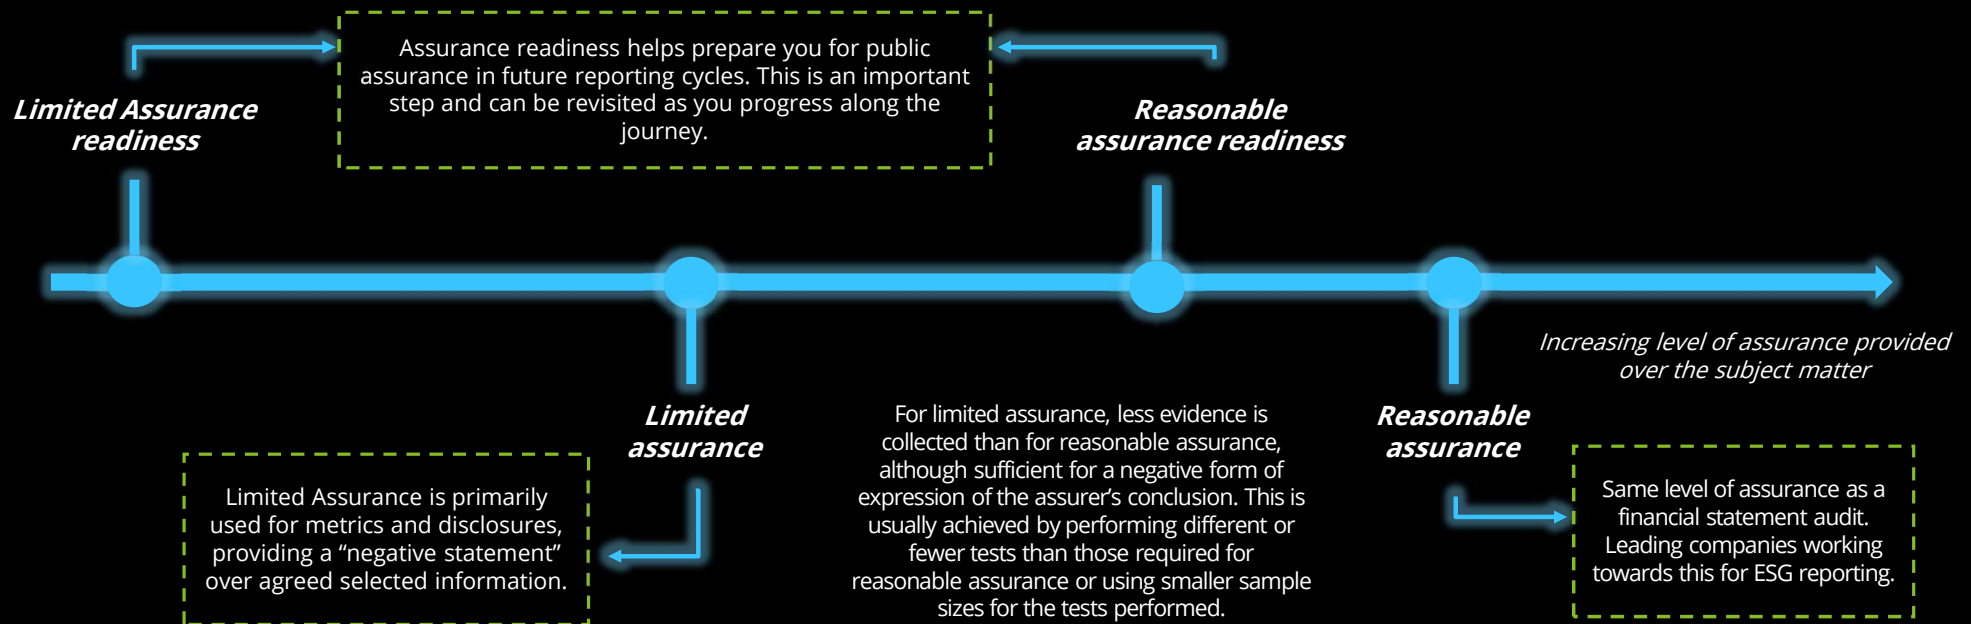 Assurance readiness helps prepare you for public
assurance in future reporting cycles. This is an important
step and can be revisited as you progress along the
journey.
Limited Assurance
readiness
Reasonable
assurance readiness
Increasing level of assurance provided
over the subject matter
Limited
assurance
Limited Assurance is primarily
used for metrics and disclosures,
providing a “negative statement”
over agreed selected information.
For limited assurance, less evidence is
collected than for reasonable assurance,
although sufficient for a negative form of
expression of the assurer’s conclusion. This is
usually achieved by performing different or
fewer tests than those required for
reasonable assurance or using smaller sample
sizes for the tests performed.
Reasonable
assurance
Same level of assurance as a
financial statement audit.
Leading companies working
towards this for ESG reporting.